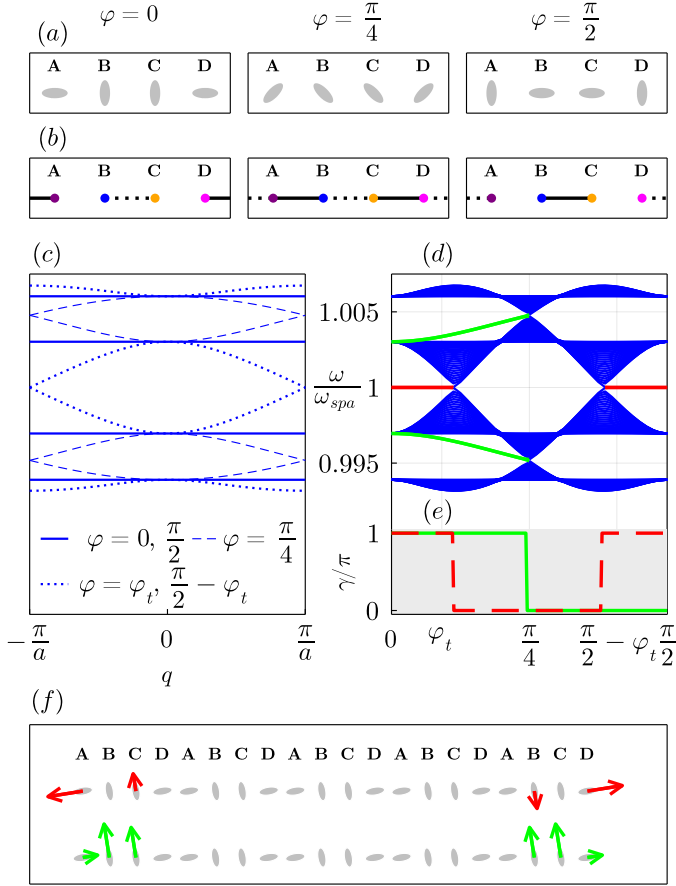 (a) φ = 0 φ = π/4 φ = π/2
A B C D A B C D A B C D
(b)
A B C D A B C D A B C D
(c) (d)
1.005
ω/ω_spa 1
0.995
φ = 0, π/2 φ = π/4
φ = φ_t, π/2 − φ_t
−π/a 0 π/a
q
(e)
1
γ/π
0
0 φ_t π/4 π/2 − φ_t π/2
(f)
A B C D A B C D A B C D A B C D A B C D